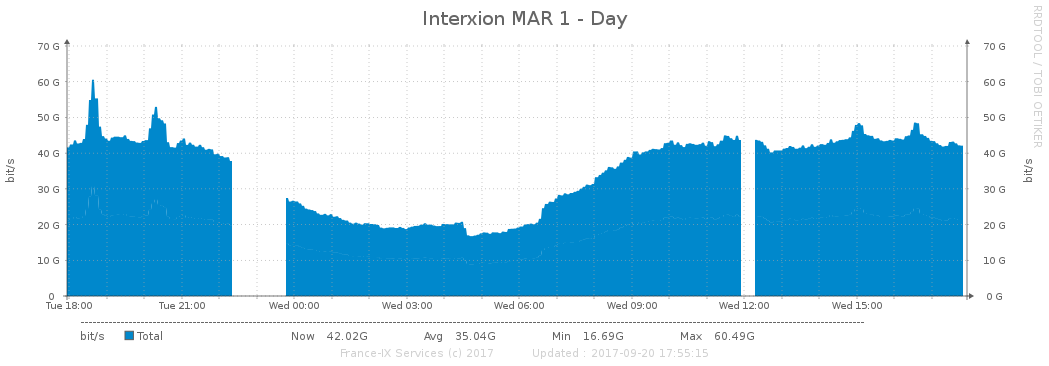 Interxion MAR 1 - Day
RRDTOOL / TOBI OETIKER
70 G 70 G
60 G 60 G
50 G 50 G
40 G 40 G
30 G 30 G
20 G 20 G
10 G 10 G
0 0 G
bit/s bit/s
Tue 18:00 Tue 21:00 Wed 00:00 Wed 03:00 Wed 06:00 Wed 09:00 Wed 12:00 Wed 15:00
bit/s Total Now 42.02G Avg 35.04G Min 16.69G Max 60.49G
France-IX Services (c) 2017 Updated : 2017-09-20 17:55:15